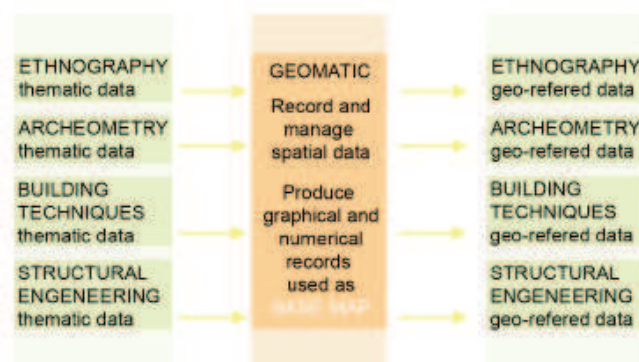 ETHNOGRAPHY
thematic data
ARCHEOMETRY
thematic data
BUILDING
TECHNIQUES
thematic data
STRUCTURAL
ENGENEERING
thematic data
GEOMATIC
Record and
manage
spatial data
Produce
graphical and
numerical
records
used as
BASE MAP
ETHNOGRAPHY
geo-refered data
ARCHEOMETRY
geo-refered data
BUILDING
TECHNIQUES
geo-refered data
STRUCTURAL
ENGENEERING
geo-refered data